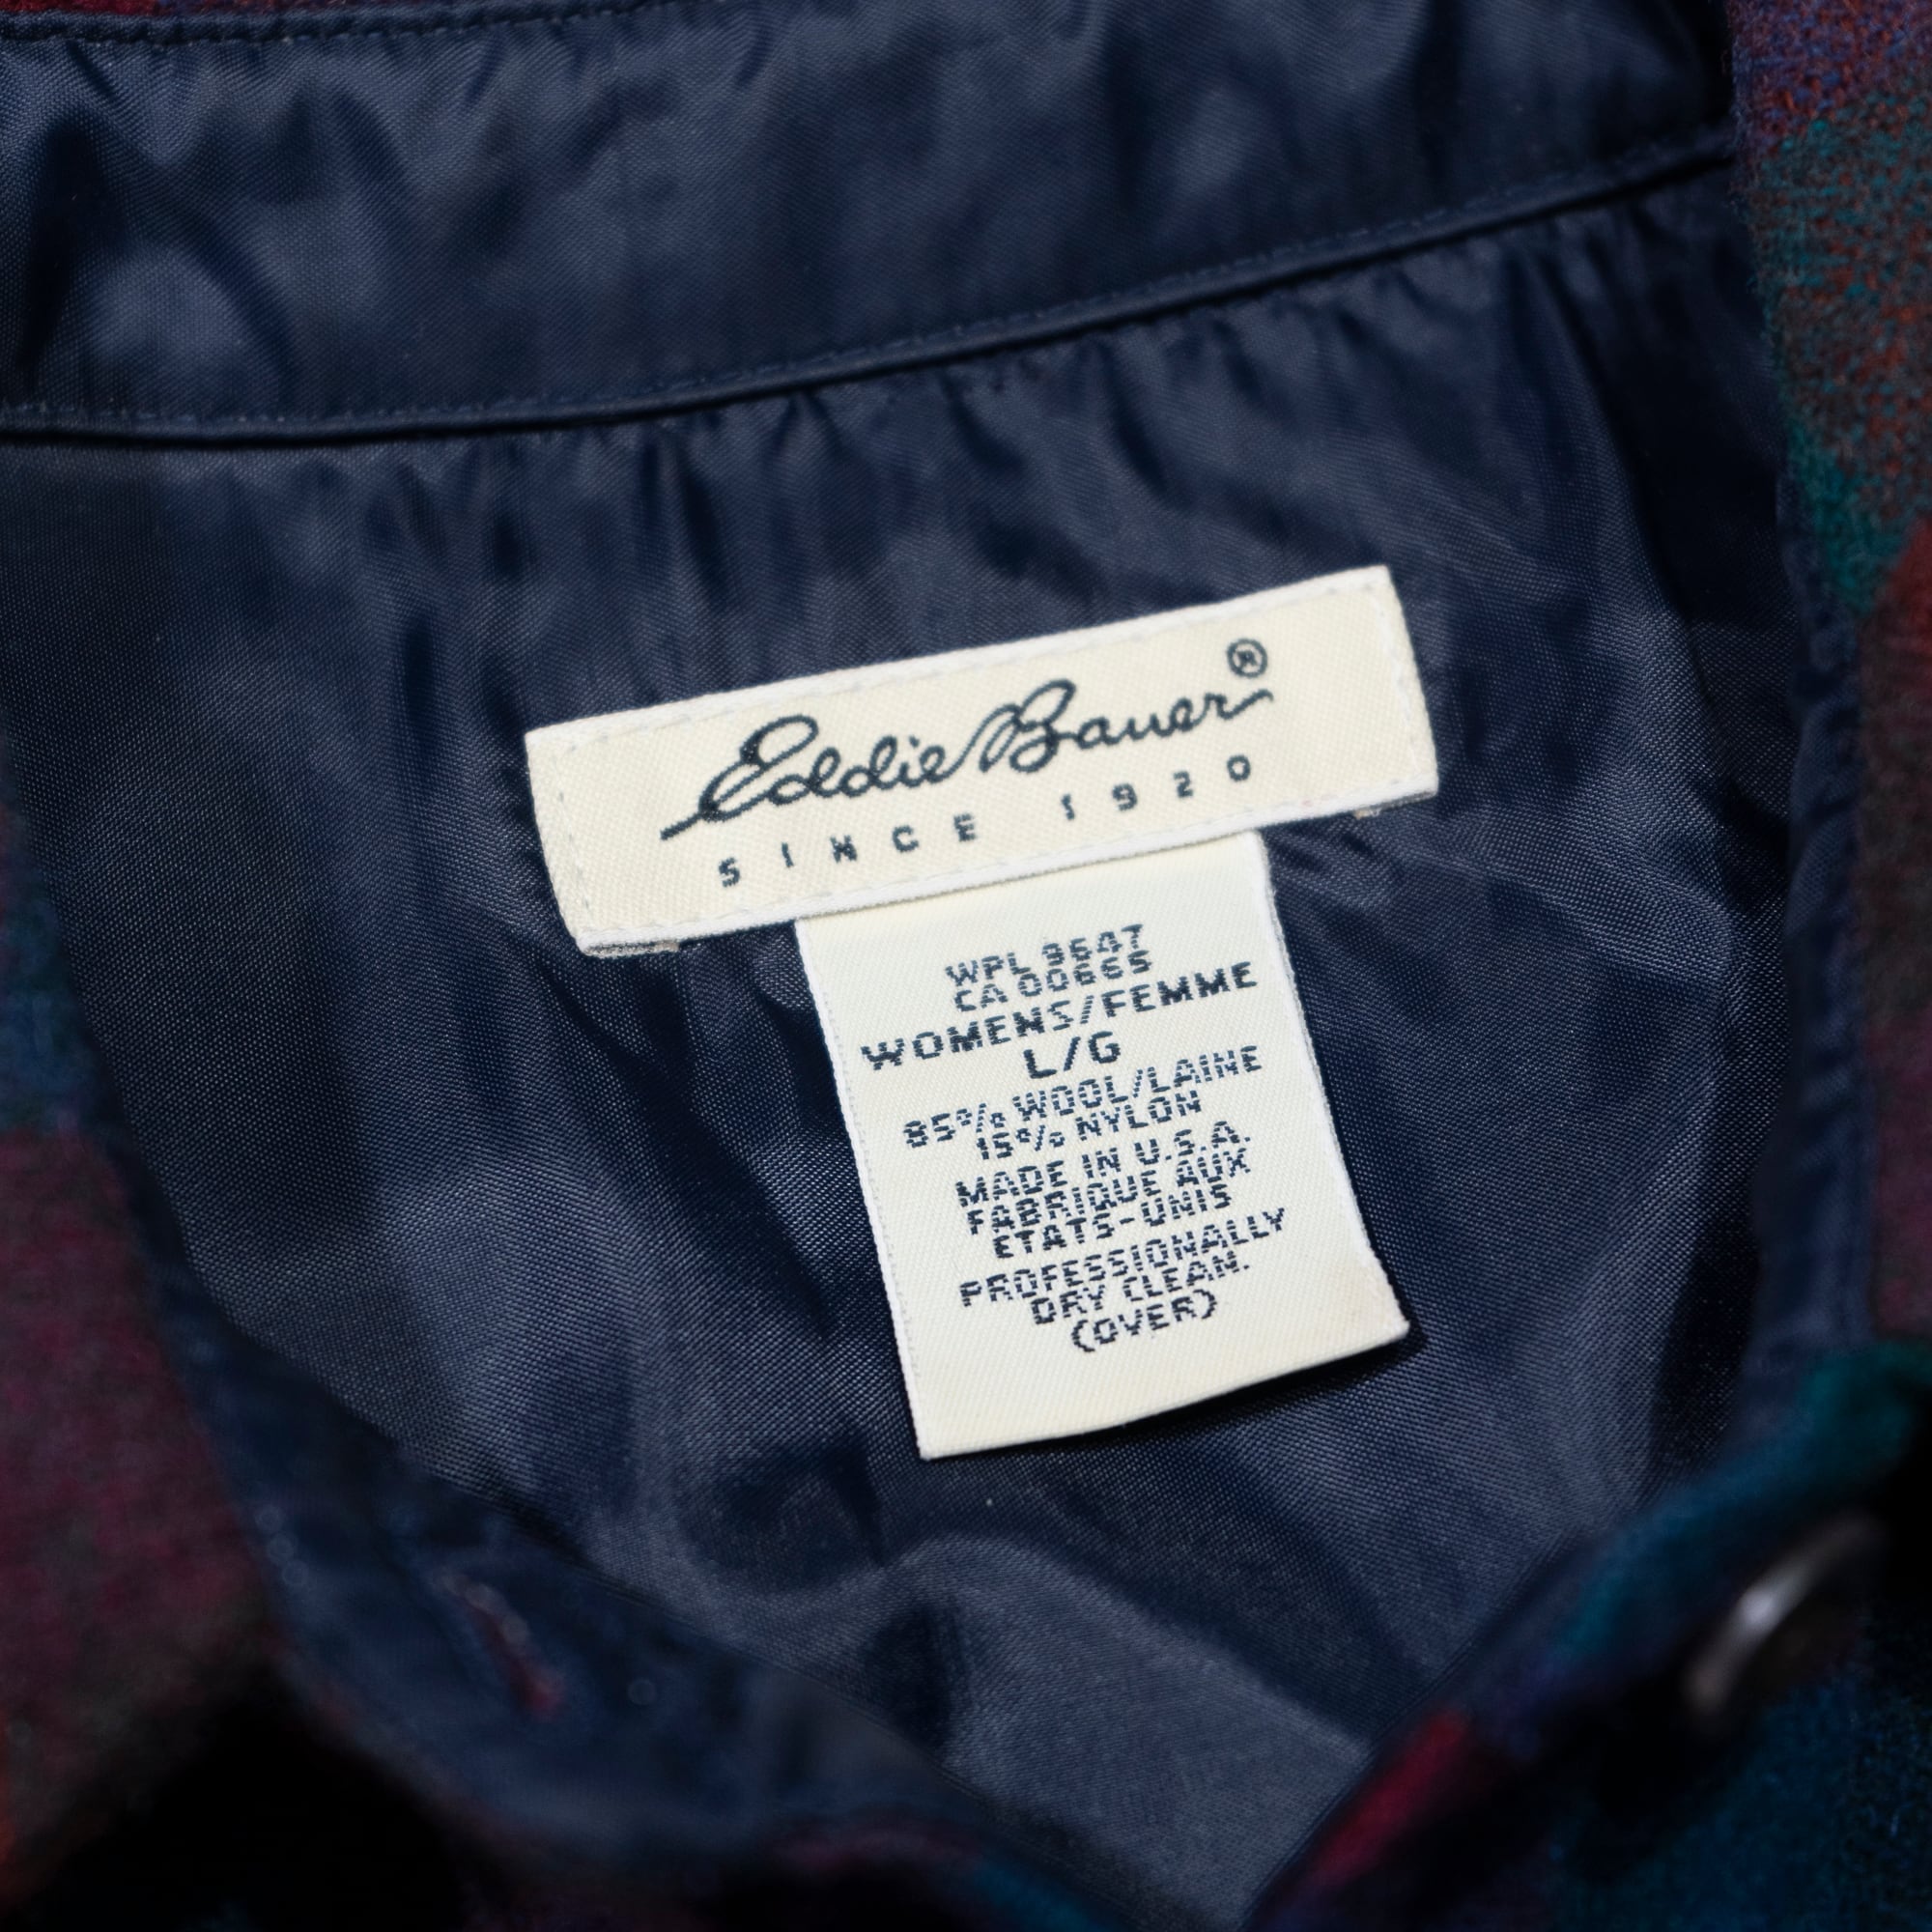 Eddie Bauer®
SINCE 1920
WPL 9647
CA 00665
WOMENS/FEMME
L/G
85% WOOL/LAINE
15% NYLON
MADE IN U.S.A.
FABRIQUE AUX
ETATS-UNIS
PROFESSIONALLY
DRY CLEAN.
(OVER)